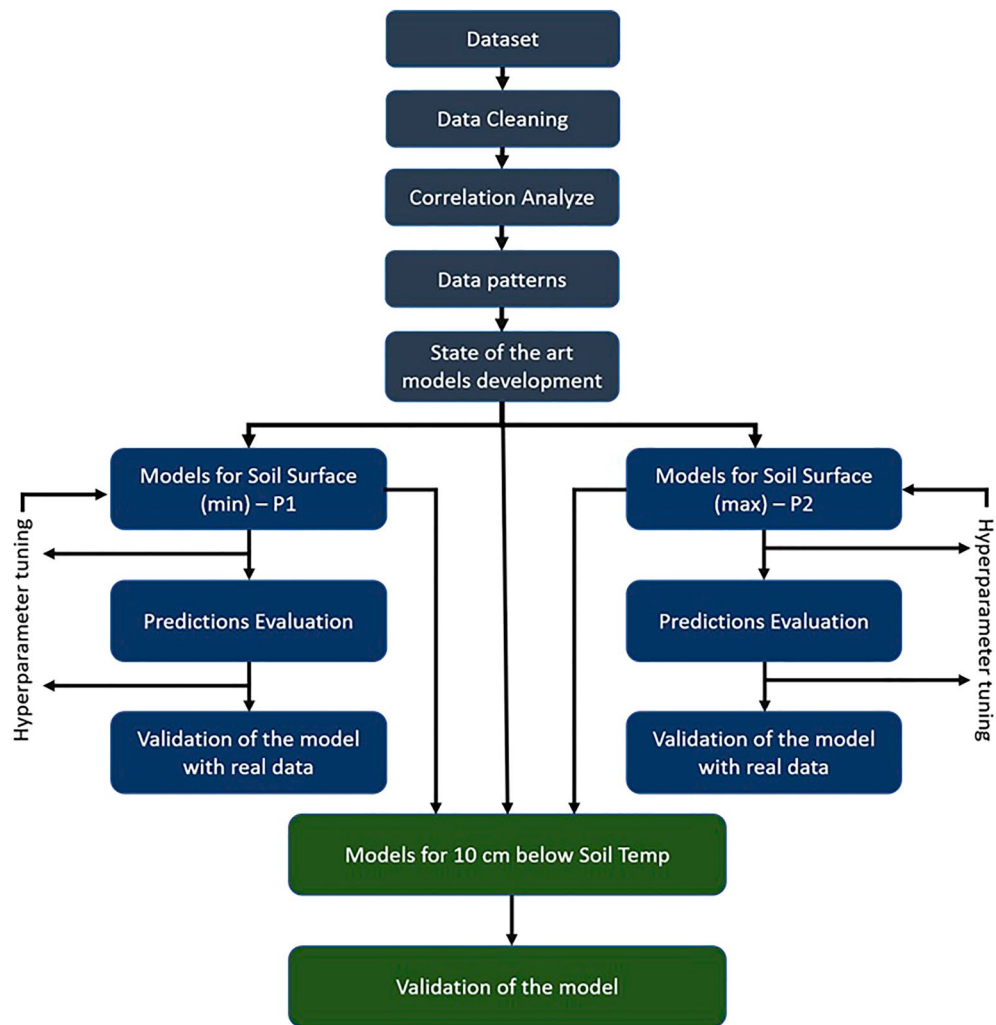 Dataset
Data Cleaning
Correlation Analyze
Data patterns
State of the art
models development
Models for Soil Surface
(min) – P1
Models for Soil Surface
(max) – P2
Hyperparameter tuning
Hyperparameter tuning
Predictions Evaluation
Predictions Evaluation
Validation of the model
with real data
Validation of the model
with real data
Models for 10 cm below Soil Temp
Validation of the model